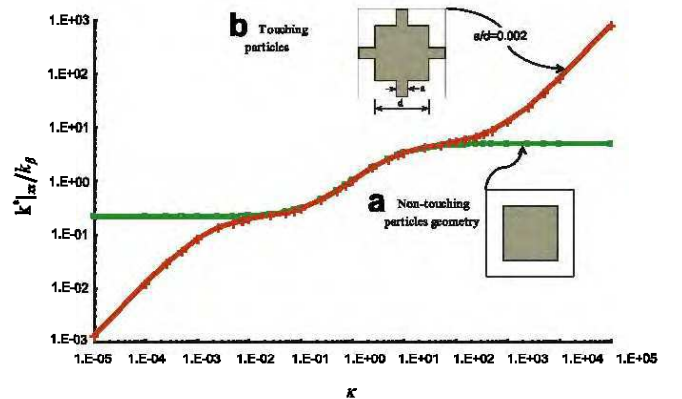 1.E+03
b Touching
particles
a/d=0.002
1.E+02
a
d
1.E+01
k*|xx/kβ
1.E+00
a Non-touching
particles geometry
1.E-01
1.E-02
1.E-03
1.E-05 1.E-04 1.E-03 1.E-02 1.E-01 1.E+00 1.E+01 1.E+02 1.E+03 1.E+04 1.E+05
κ